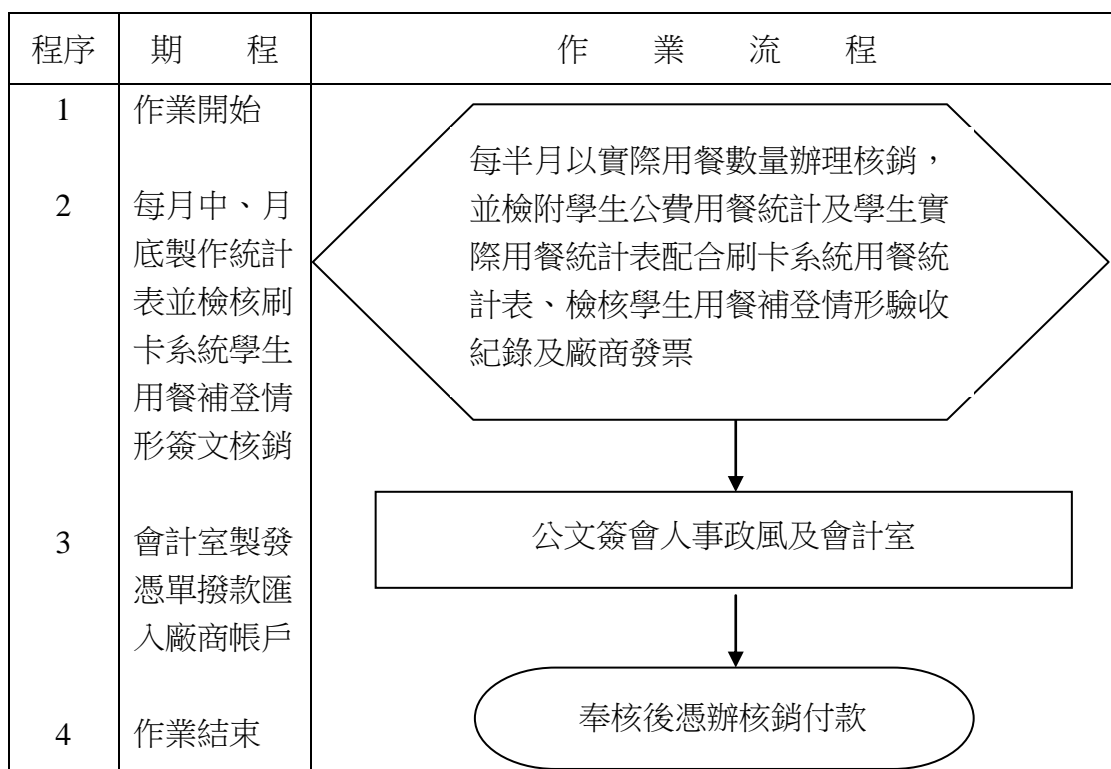 程序 期 程 作 業 流 程
1 作業開始
2 每月中、月
底製作統計
表並檢核刷
卡系統學生
用餐補登情
形簽文核銷
3 會計室製發
憑單撥款匯
入廠商帳戶
4 作業結束
每半月以實際用餐數量辦理核銷，
並檢附學生公費用餐統計及學生實
際用餐統計表配合刷卡系統用餐統
計表、檢核學生用餐補登情形驗收
紀錄及廠商發票
公文簽會人事政風及會計室
奉核後憑辦核銷付款